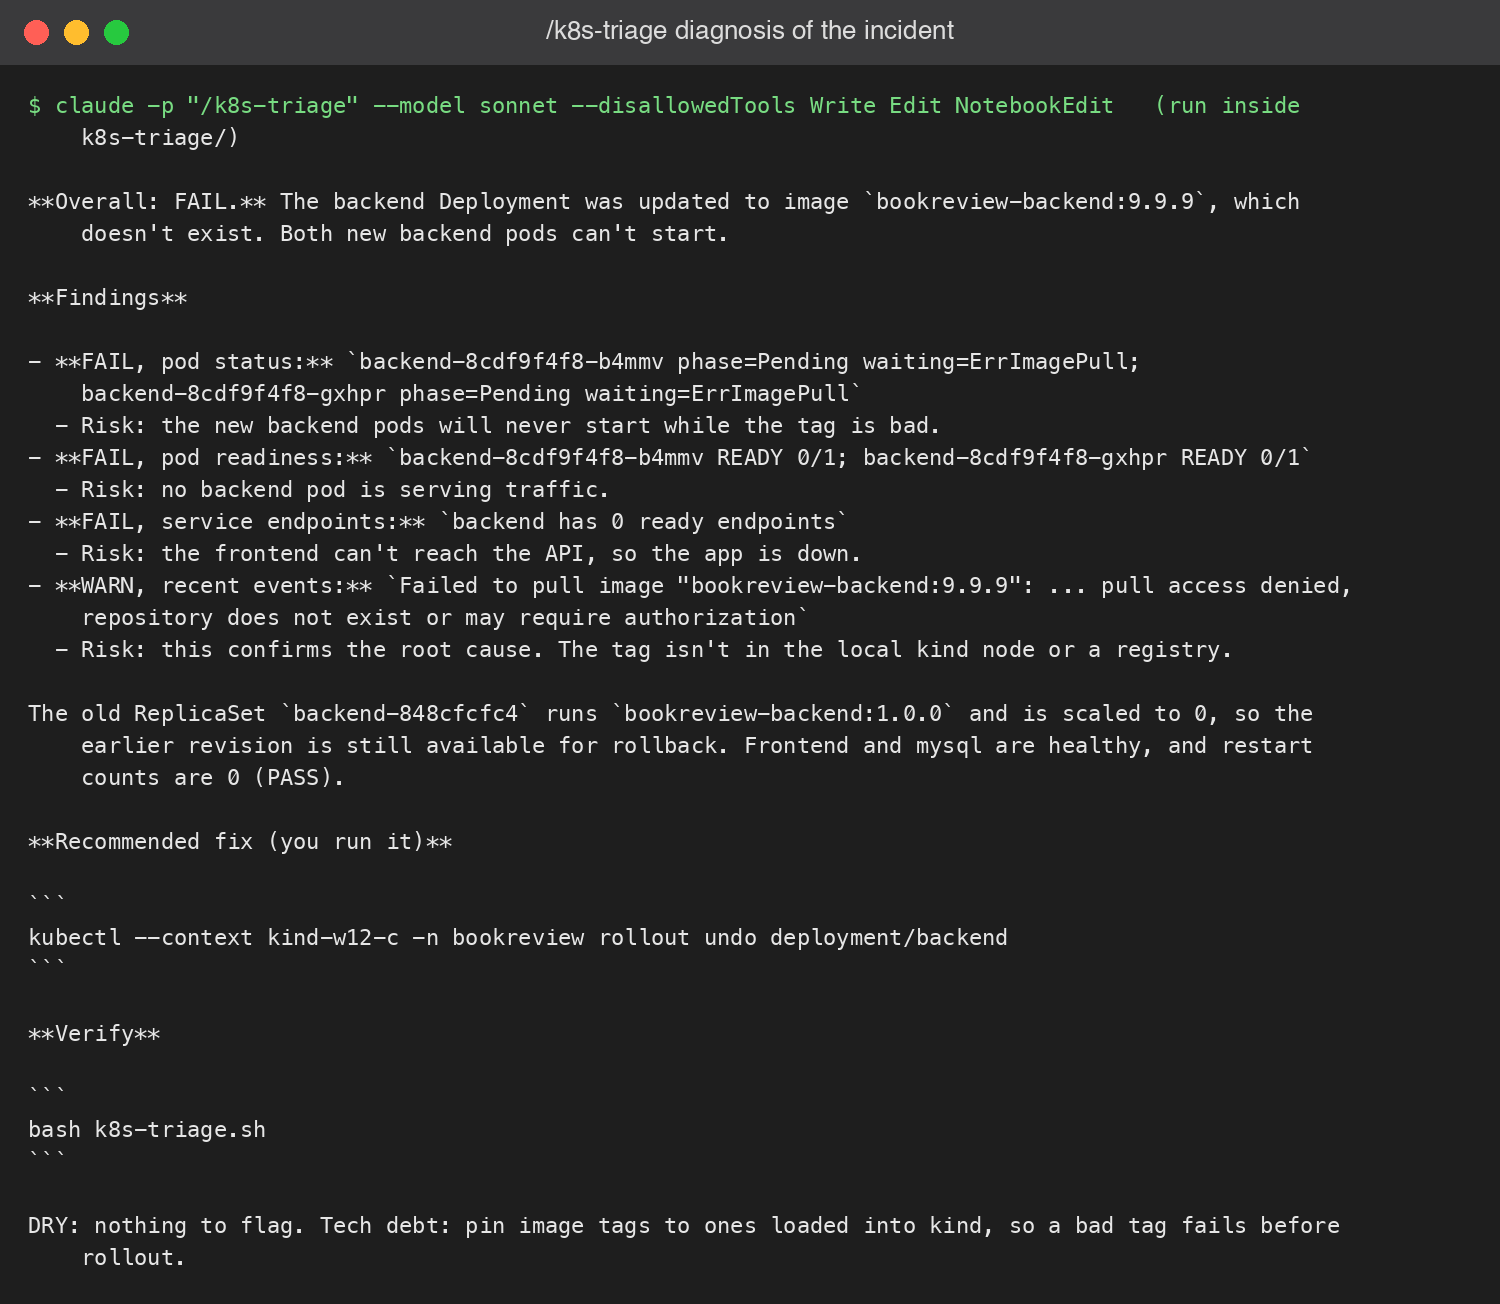 /k8s-triage diagnosis of the incident
$ claude -p "/k8s-triage" --model sonnet --disallowedTools Write Edit NotebookEdit   (run inside
k8s-triage/)
**Overall: FAIL.** The backend Deployment was updated to image `bookreview-backend:9.9.9`, which
doesn't exist. Both new backend pods can't start.
**Findings**
- **FAIL, pod status:** `backend-8cdf9f4f8-b4mmv phase=Pending waiting=ErrImagePull;
backend-8cdf9f4f8-gxhpr phase=Pending waiting=ErrImagePull`
- Risk: the new backend pods will never start while the tag is bad.
- **FAIL, pod readiness:** `backend-8cdf9f4f8-b4mmv READY 0/1; backend-8cdf9f4f8-gxhpr READY 0/1`
- Risk: no backend pod is serving traffic.
- **FAIL, service endpoints:** `backend has 0 ready endpoints`
- Risk: the frontend can't reach the API, so the app is down.
- **WARN, recent events:** `Failed to pull image "bookreview-backend:9.9.9": ... pull access denied,
repository does not exist or may require authorization`
- Risk: this confirms the root cause. The tag isn't in the local kind node or a registry.
The old ReplicaSet `backend-848cfcfc4` runs `bookreview-backend:1.0.0` and is scaled to 0, so the
earlier revision is still available for rollback. Frontend and mysql are healthy, and restart
counts are 0 (PASS).
**Recommended fix (you run it)**
```
kubectl --context kind-w12-c -n bookreview rollout undo deployment/backend
```
**Verify**
```
bash k8s-triage.sh
```
DRY: nothing to flag. Tech debt: pin image tags to ones loaded into kind, so a bad tag fails before
rollout.